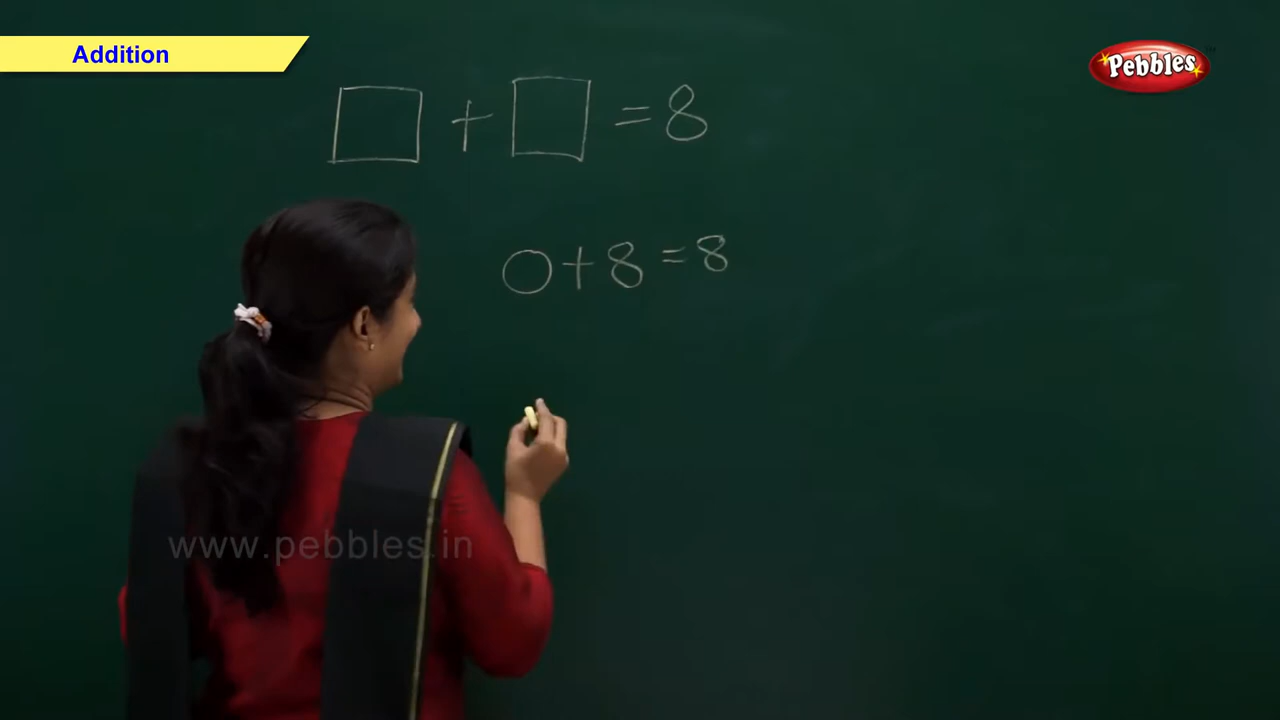 Addition
Pebbles
□ + □ = 8
0 + 8 = 8
www.pebbles.in